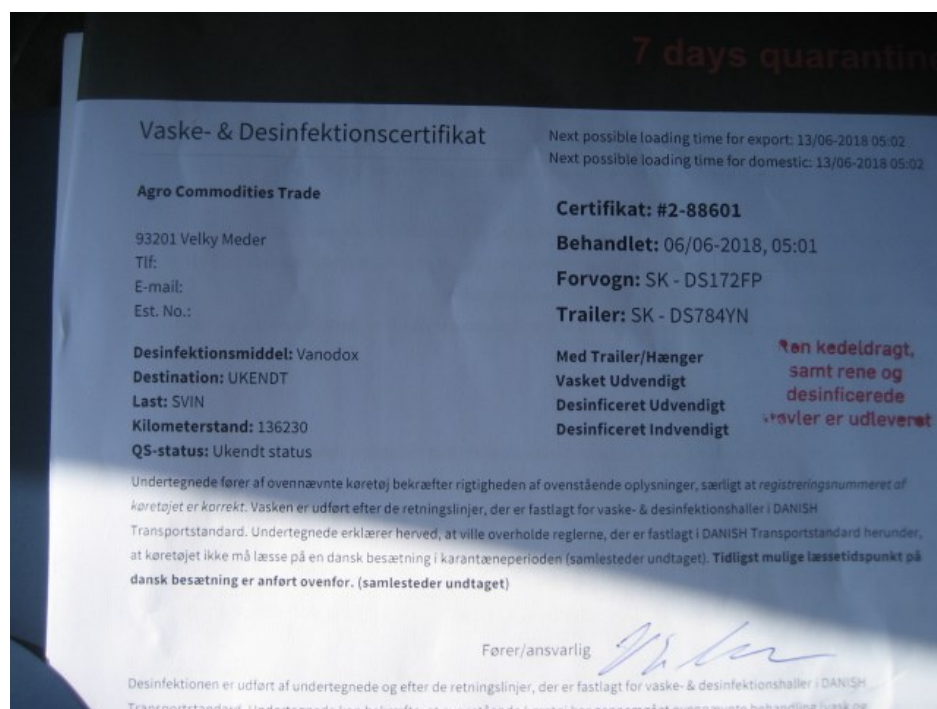 7 days quarantine
Vaske- & Desinfektionscertifikat
Next possible loading time for export: 13/06-2018 05:02
Next possible loading time for domestic: 13/06-2018 05:02
Agro Commodities Trade
93201 Velky Meder
Tlf:
E-mail:
Est. No.:
Certifikat: #2-88601
Behandlet: 06/06-2018, 05:01
Forvogn: SK - DS172FP
Trailer: SK - DS784YN
Desinfektionsmiddel: Vanodox
Destination: UKENDT
Last: SVIN
Kilometerstand: 136230
QS-status: Ukendt status
Med Trailer/Hænger
Vasket Udvendigt
Desinficeret Udvendigt
Desinficeret Indvendigt
Ren kedeldragt,
samt rene og
desinficerede
støvler er udleveret
Undertegnede fører af ovennævnte køretøj bekræfter rigtigheden af ovenstående oplysninger, særligt at registreringsnummeret af
køretøjet er korrekt. Vasken er udført efter de retningslinjer, der er fastlagt for vaske- & desinfektionshaller i DANISH
Transportstandard. Undertegnede erklærer herved, at ville overholde reglerne, der er fastlagt i DANISH Transportstandard herunder,
at køretøjet ikke må læsse på en dansk besætning i karantæneperioden (samlesteder undtaget). Tidligst mulige læssetidspunkt på
dansk besætning er anført ovenfor. (samlesteder undtaget)
Fører/ansvarlig
Desinfektionen er udført af undertegnede og efter de retningslinjer, der er fastlagt for vaske- & desinfektionshaller i DANISH